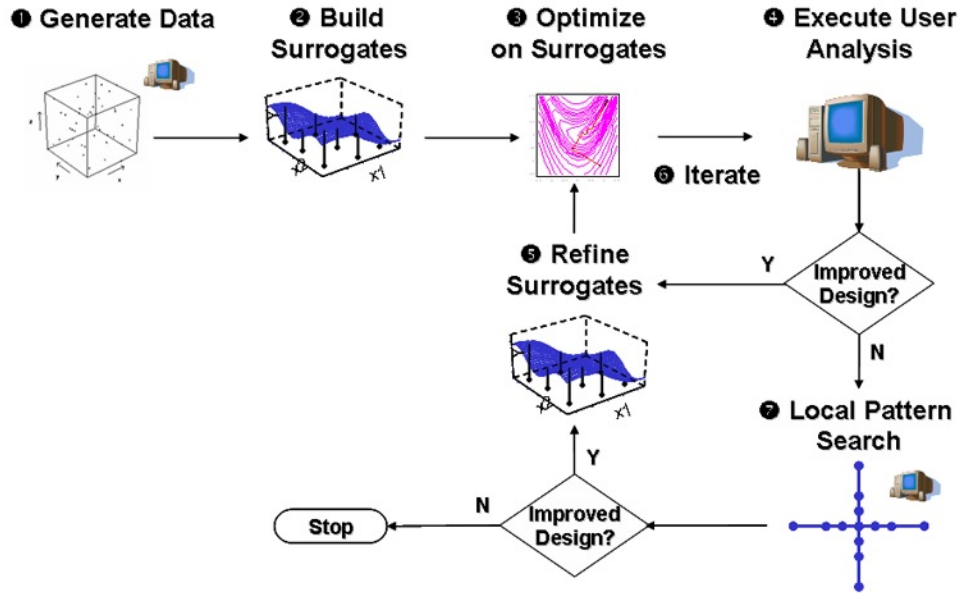 ❶ Generate Data
❷ Build
Surrogates
❸ Optimize
on Surrogates
❹ Execute User
Analysis
x1
❻ Iterate
❺ Refine
Surrogates
Y
Improved
Design?
N
x1
❼ Local Pattern
Search
Y
N
Stop
Improved
Design?